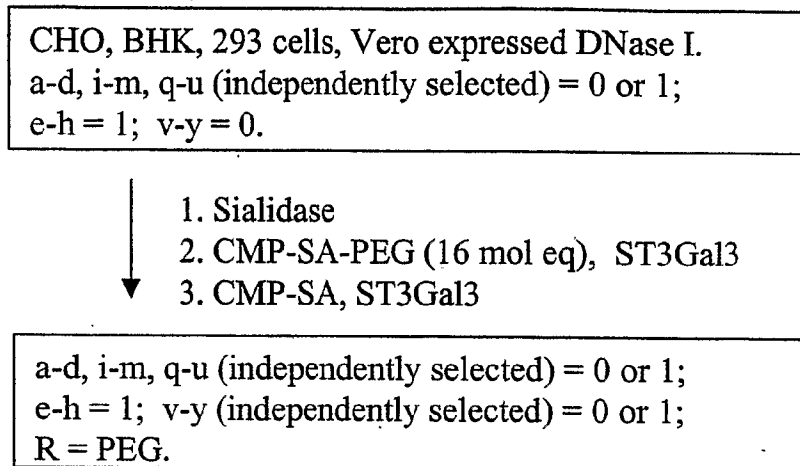 CHO, BHK, 293 cells, Vero expressed DNase I.
a-d, i-m, q-u (independently selected) = 0 or 1;
e-h = 1; v-y = 0.
1. Sialidase
2. CMP-SA-PEG (16 mol eq), ST3Gal3
3. CMP-SA, ST3Gal3
a-d, i-m, q-u (independently selected) = 0 or 1;
e-h = 1; v-y (independently selected) = 0 or 1;
R = PEG.